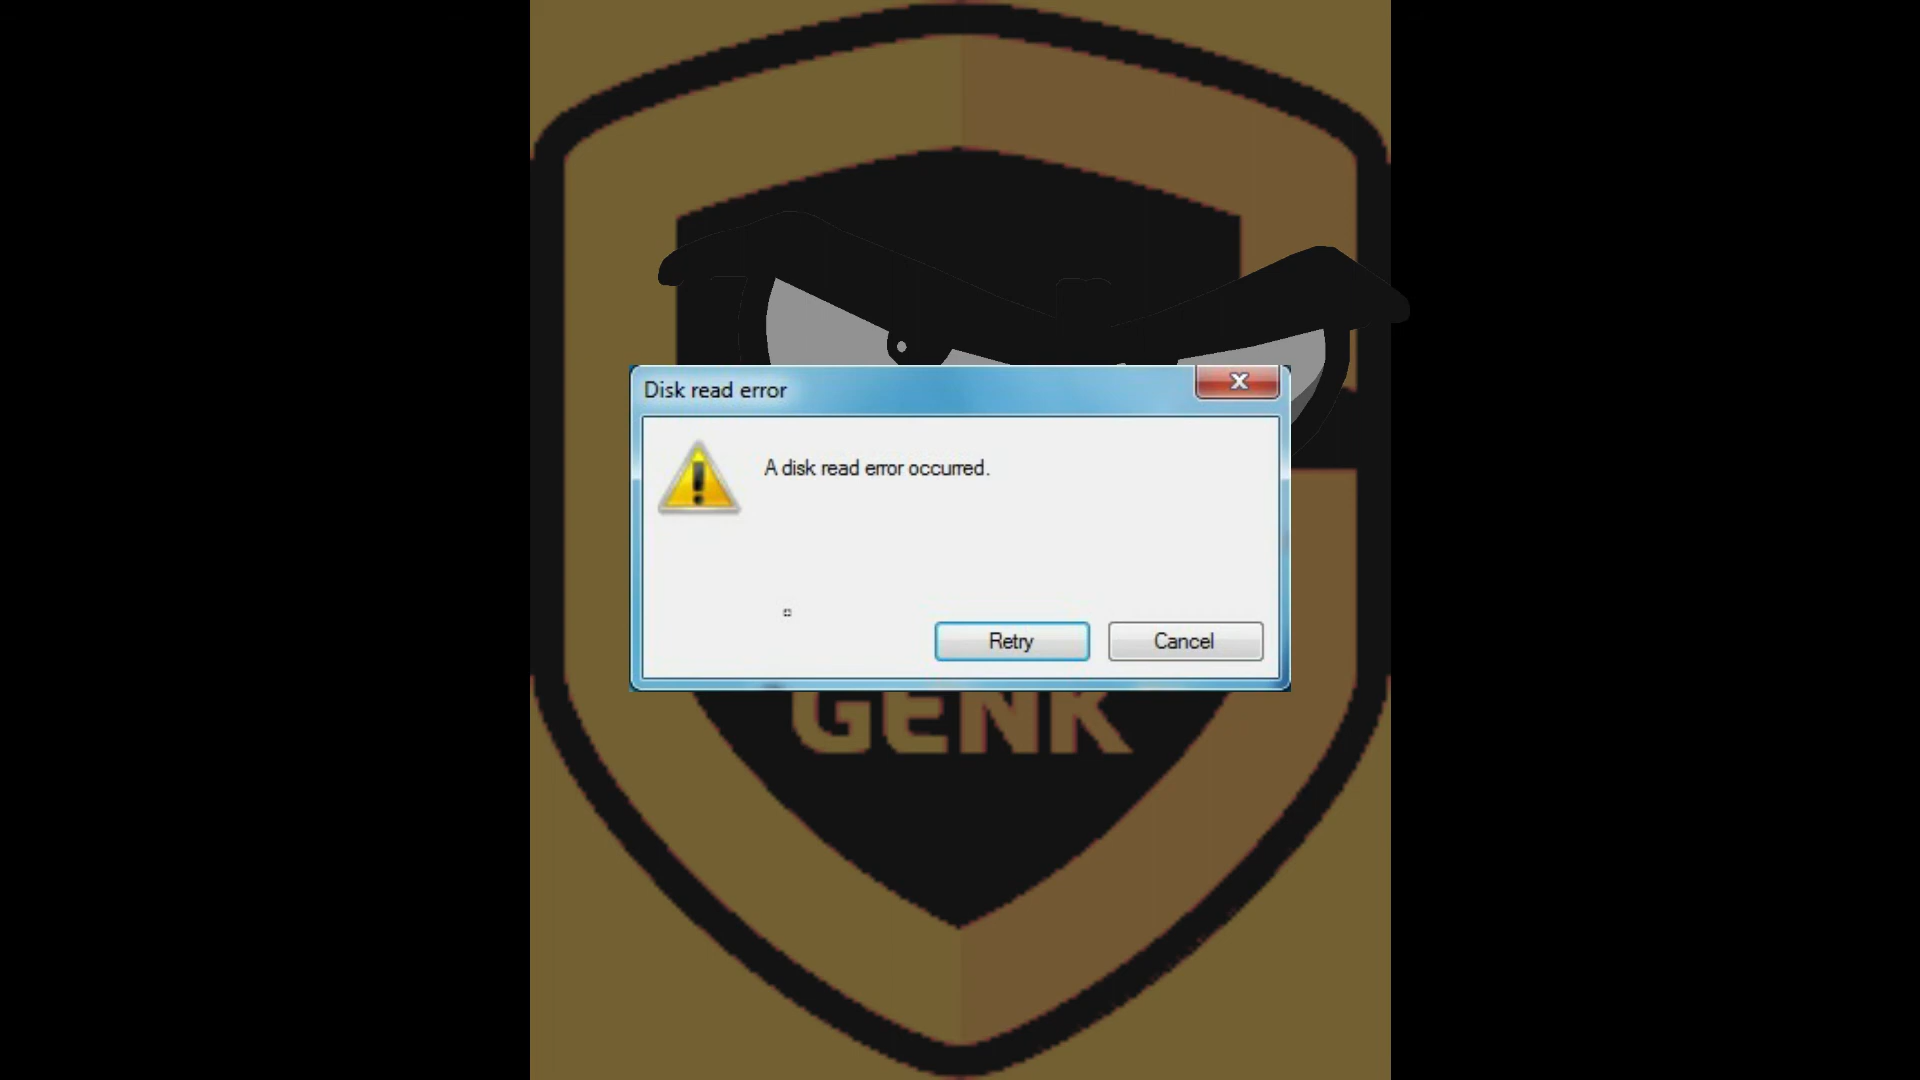 Disk read error
A disk read error occurred.
Retry
Cancel
GENK